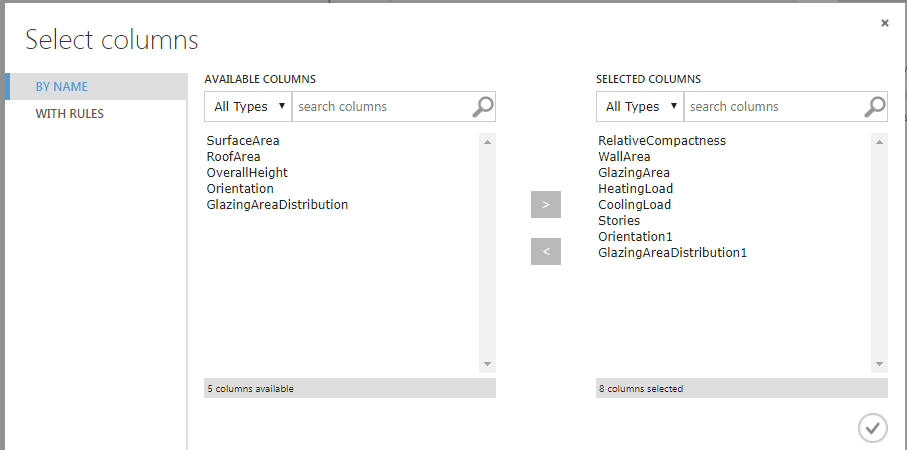 Select columns
BY NAME
WITH RULES
AVAILABLE COLUMNS
All Types
search columns
SurfaceArea
RoofArea
OverallHeight
Orientation
GlazingAreaDistribution
5 columns available
>
<
SELECTED COLUMNS
All Types
search columns
RelativeCompactness
WallArea
GlazingArea
HeatingLoad
CoolingLoad
Stories
Orientation1
GlazingAreaDistribution1
8 columns selected